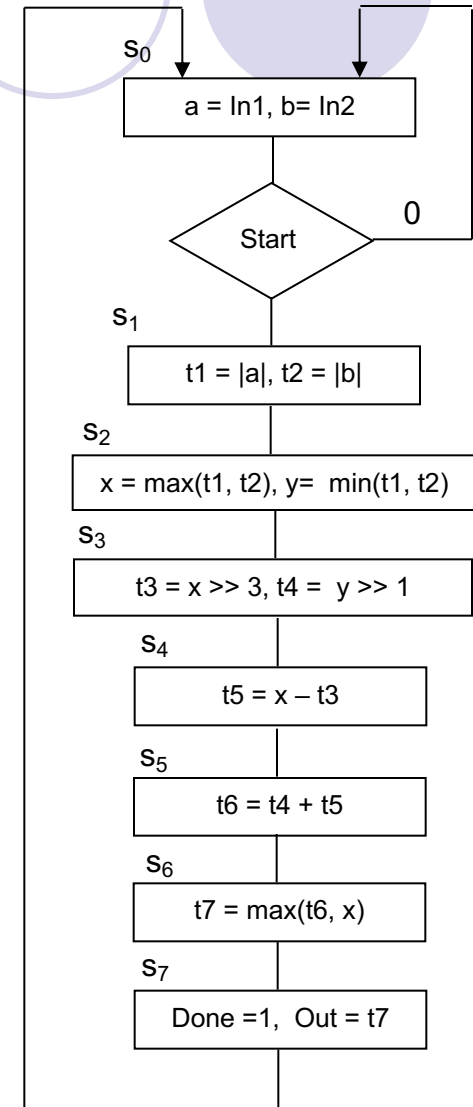 s₀
a = In1, b= In2
Start
0
s₁
t1 = |a|, t2 = |b|
s₂
x = max(t1, t2), y=  min(t1, t2)
s₃
t3 = x >> 3, t4 =  y >> 1
s₄
t5 = x – t3
s₅
t6 = t4 + t5
s₆
t7 = max(t6, x)
s₇
Done =1,  Out = t7